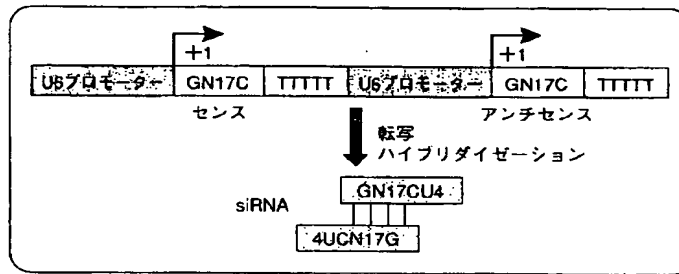 +1 +1
U6プロモーター GN17C TTTTT U6プロモーター GN17C TTTTT
センス アンチセンス
転写
ハイブリダイゼーション
GN17CU4
siRNA
4UCN17G